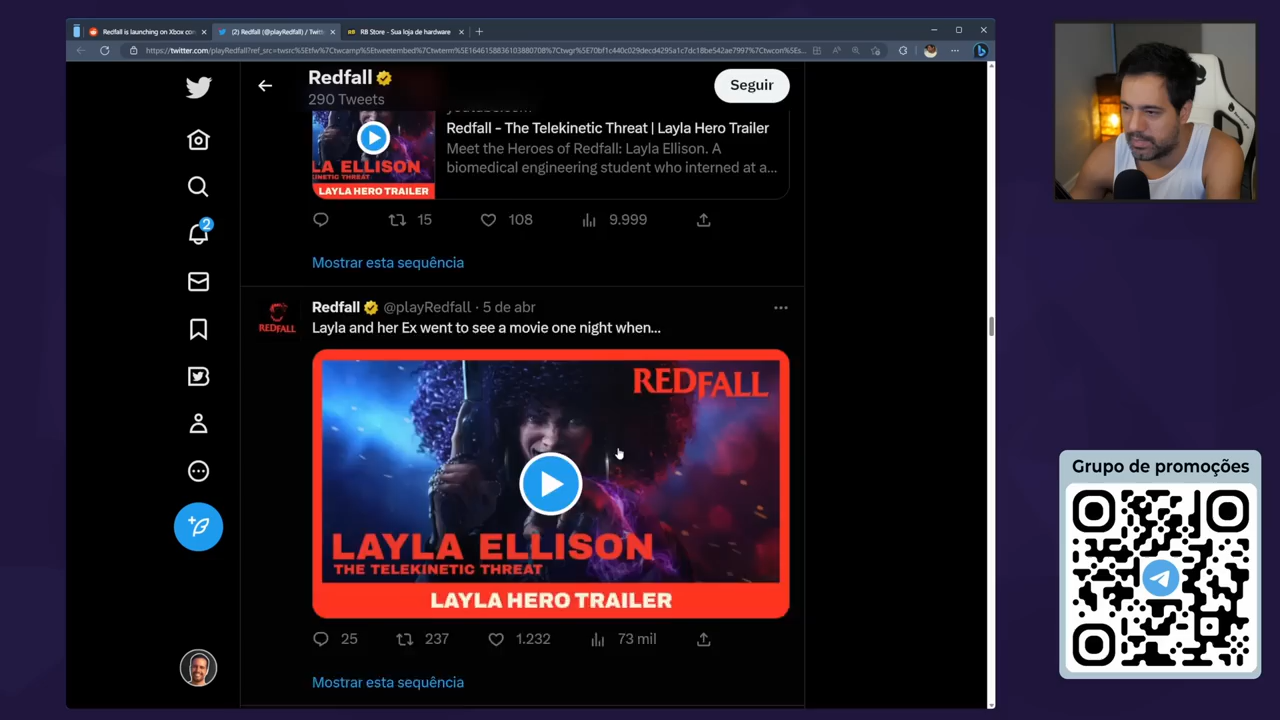 Redfall is launching on Xbox con
(2) Redfall (@playRedfall) / Twitt
RB Store - Sua loja de hardware
Redfall
290 Tweets
Seguir
youtube.com
Redfall - The Telekinetic Threat | Layla Hero Trailer
Meet the Heroes of Redfall: Layla Ellison. A
biomedical engineering student who interned at a...
LA ELLISON
KINETIC THREAT
LAYLA HERO TRAILER
15
108
9.999
Mostrar esta sequência
2
Redfall @playRedfall · 5 de abr
Layla and her Ex went to see a movie one night when...
REDFALL
REDFALL
LAYLA ELLISON
THE TELEKINETIC THREAT
LAYLA HERO TRAILER
25
237
1.232
73 mil
Mostrar esta sequência
Grupo de promoções